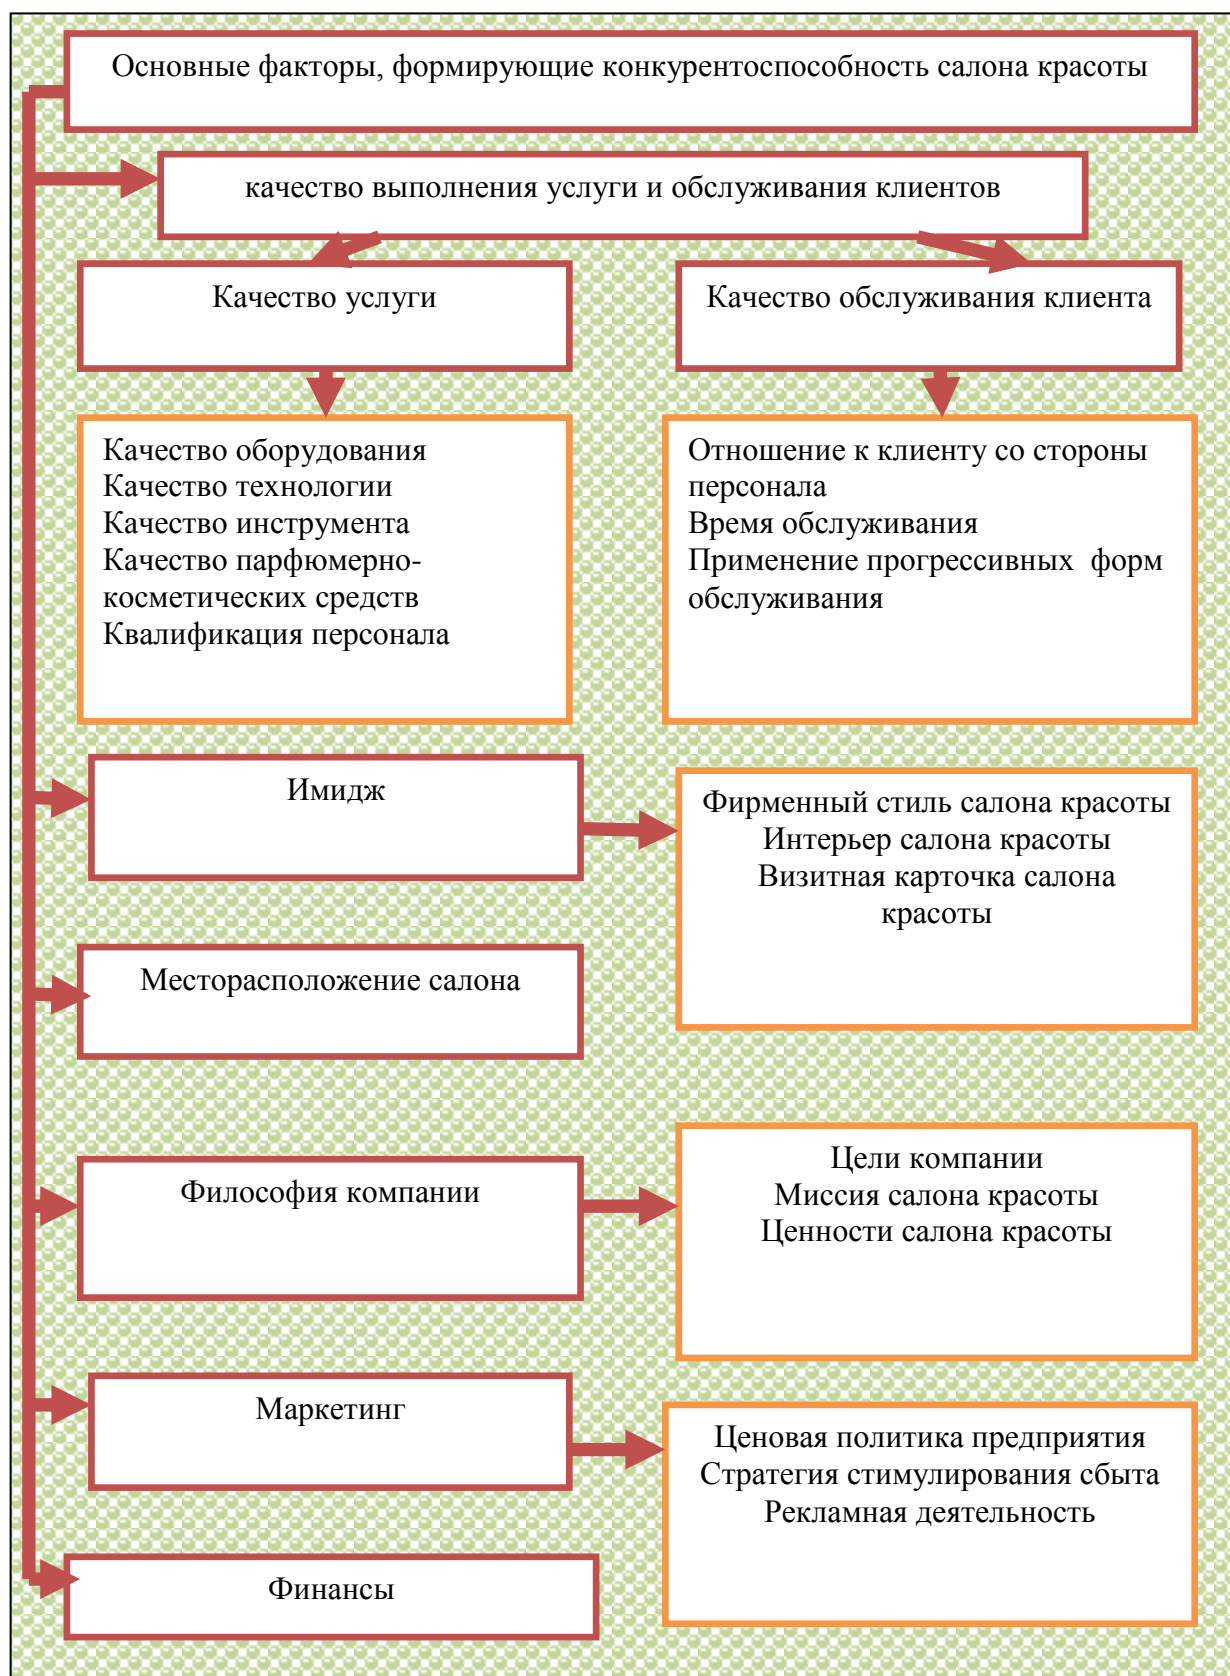 Основные факторы, формирующие конкурентоспособность салона красоты
качество выполнения услуги и обслуживания клиентов
Качество услуги
Качество обслуживания клиента
Качество оборудования
Качество технологии
Качество инструмента
Качество парфюмерно-
косметических средств
Квалификация персонала
Отношение к клиенту со стороны
персонала
Время обслуживания
Применение прогрессивных форм
обслуживания
Имидж
Фирменный стиль салона красоты
Интерьер салона красоты
Визитная карточка салона
красоты
Месторасположение салона
Философия компании
Цели компании
Миссия салона красоты
Ценности салона красоты
Маркетинг
Ценовая политика предприятия
Стратегия стимулирования сбыта
Рекламная деятельность
Финансы